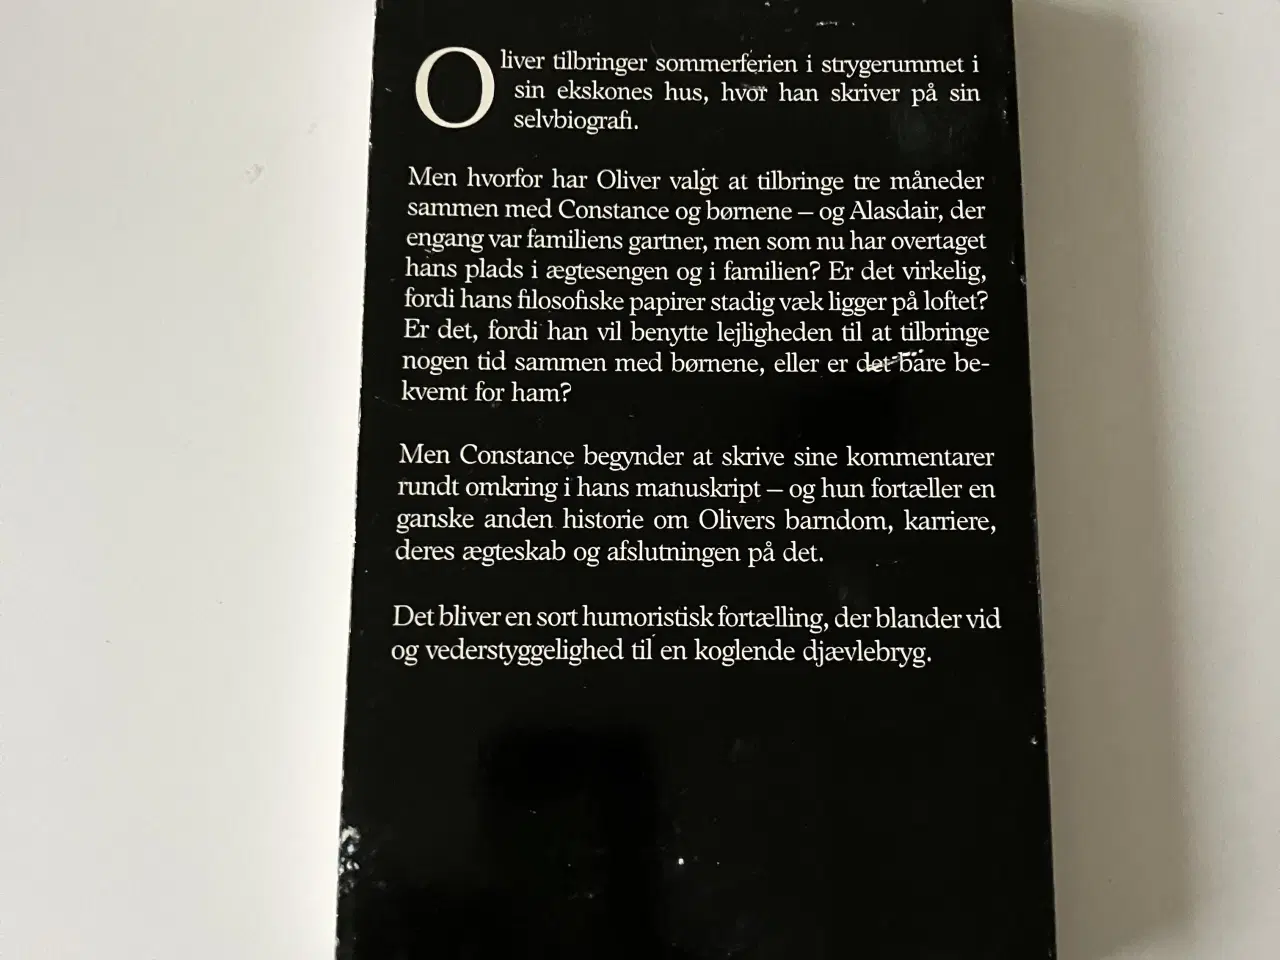 Oliver tilbringer sommerferien i strygerummet i
sin ekskones hus, hvor han skriver på sin
selvbiografi.
Men hvorfor har Oliver valgt at tilbringe tre måneder
sammen med Constance og børnene – og Alasdair, der
engang var familiens gartner, men som nu har overtaget
hans plads i ægtesengen og i familien? Er det virkelig,
fordi hans filosofiske papirer stadig væk ligger på loftet?
Er det, fordi han vil benytte lejligheden til at tilbringe
nogen tid sammen med børnene, eller er det bare be-
kvemt for ham?
Men Constance begynder at skrive sine kommentarer
rundt omkring i hans manuskript – og hun fortæller en
ganske anden historie om Olivers barndom, karriere,
deres ægteskab og afslutningen på det.
Det bliver en sort humoristisk fortælling, der blander vid
og vederstyggelighed til en koglende djævlebryg.